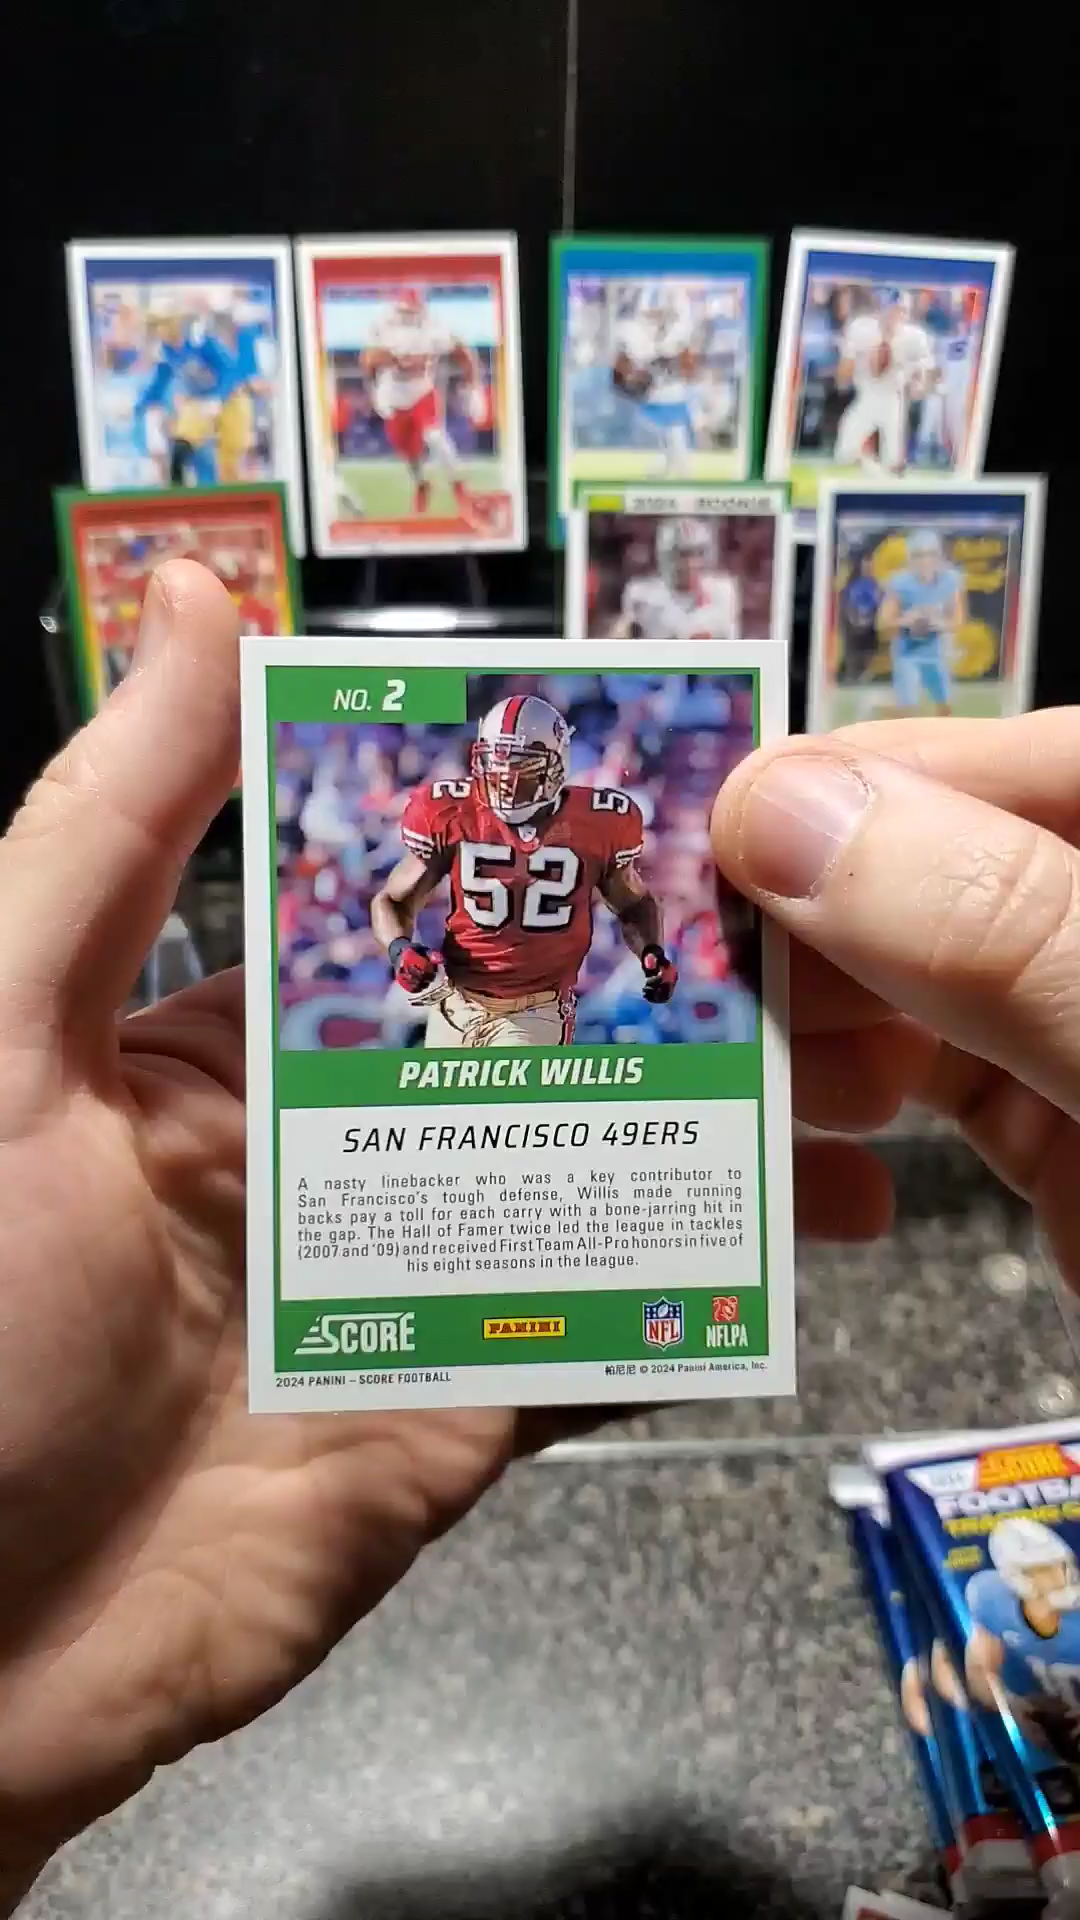 NO. 2
52
52
52
PATRICK WILLIS
SAN FRANCISCO 49ERS
A nasty linebacker who was a key contributor to
San Francisco's tough defense, Willis made running
backs pay a toll for each carry with a bone-jarring hit in
the gap. The Hall of Famer twice led the league in tackles
(2007 and '09) and received First Team All-Pro honors in five of
his eight seasons in the league.
SCORE
PANINI
NFL
NFLPA
2024 PANINI – SCORE FOOTBALL
帕尼尼 © 2024 Panini America, Inc.